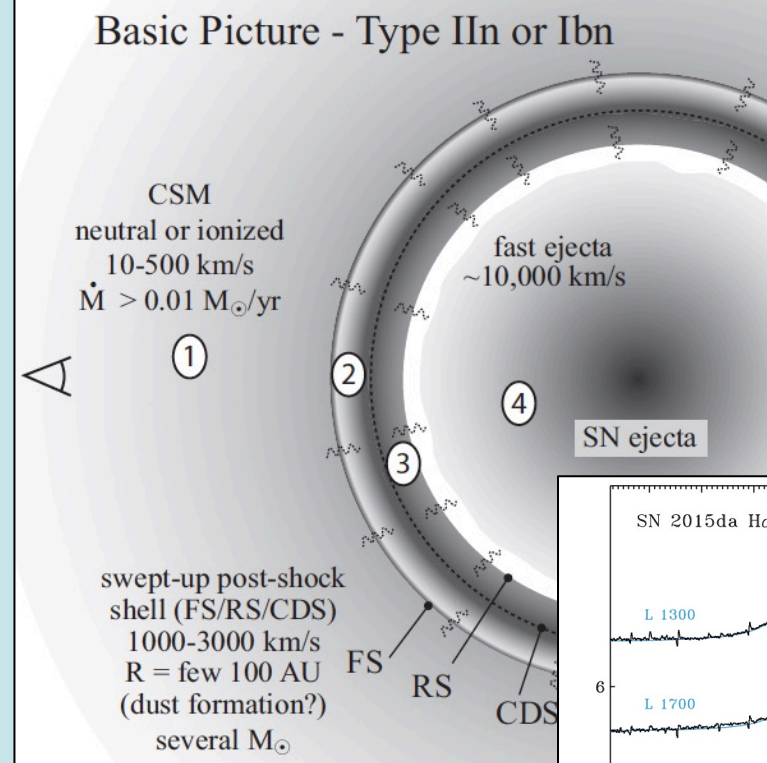 Basic Picture - Type IIn or Ibn
CSM
neutral or ionized
10-500 km/s
Ṁ > 0.01 M☉/yr
1
2
3
4
fast ejecta
~10,000 km/s
SN ejecta
swept-up post-shock
shell (FS/RS/CDS)
1000-3000 km/s
R = few 100 AU
(dust formation?)
several M☉
FS
RS
CDS
SN 2015da Hα
L 1300
6
L 1700